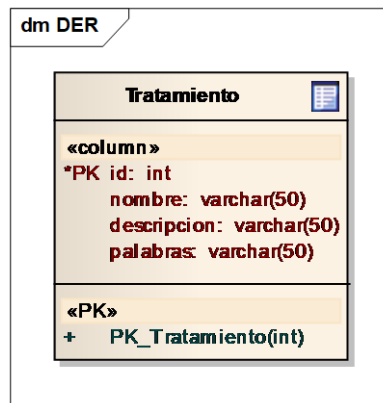 dm DER
Tratamiento
«column»
*PK id: int
nombre: varchar(50)
descripcion: varchar(50)
palabras: varchar(50)
«PK»
+ PK_Tratamiento(int)